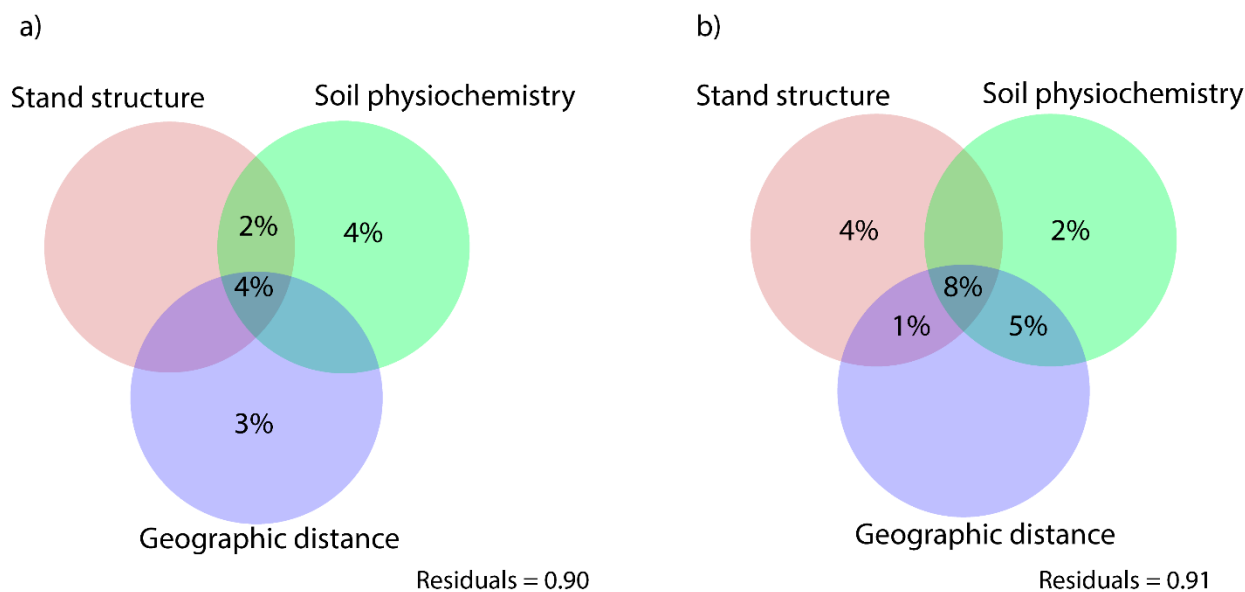 a)
Stand structure
Soil physiochemistry
2%
4%
4%
3%
Geographic distance
Residuals = 0.90
b)
Stand structure
Soil physiochemistry
4%
2%
8%
1%
5%
Geographic distance
Residuals = 0.91